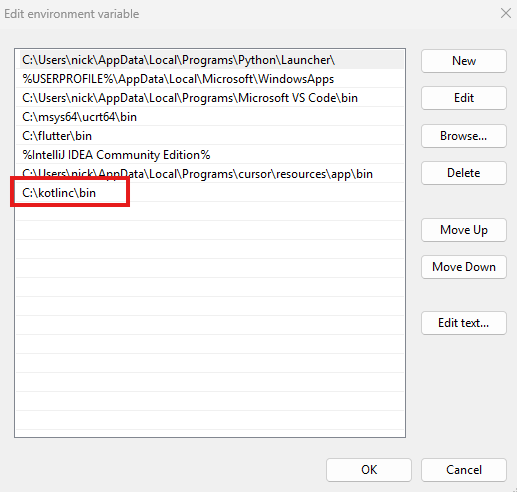 Edit environment variable
C:\Users\nick\AppData\Local\Programs\Python\Launcher\
%USERPROFILE%\AppData\Local\Microsoft\WindowsApps
C:\Users\nick\AppData\Local\Programs\Microsoft VS Code\bin
C:\msys64\ucrt64\bin
C:\flutter\bin
%IntelliJ IDEA Community Edition%
C:\Users\nick\AppData\Local\Programs\cursor\resources\app\bin
C:\kotlinc\bin
New
Edit
Browse...
Delete
Move Up
Move Down
Edit text...
OK
Cancel